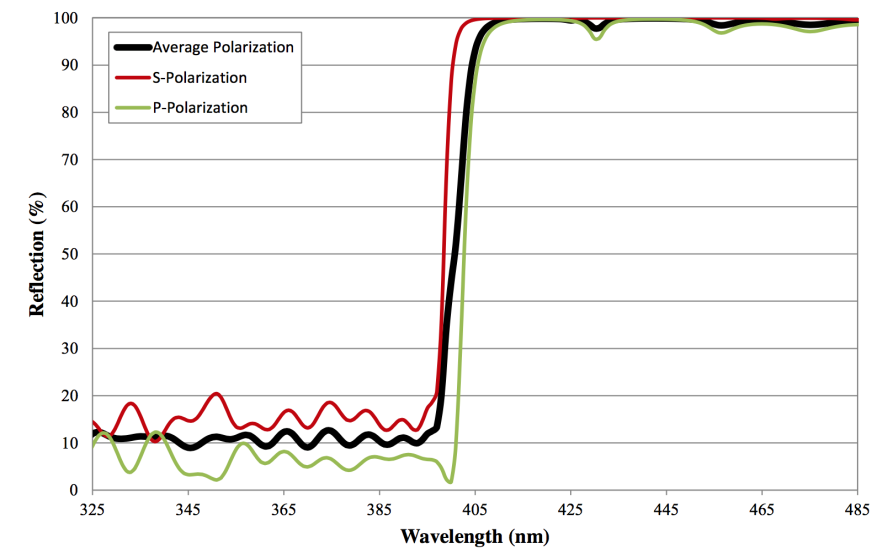 100
90
80
70
60
50
40
30
20
10
0
Reflection (%)
Average Polarization
S-Polarization
P-Polarization
325 345 365 385 405 425 445 465 485
Wavelength (nm)